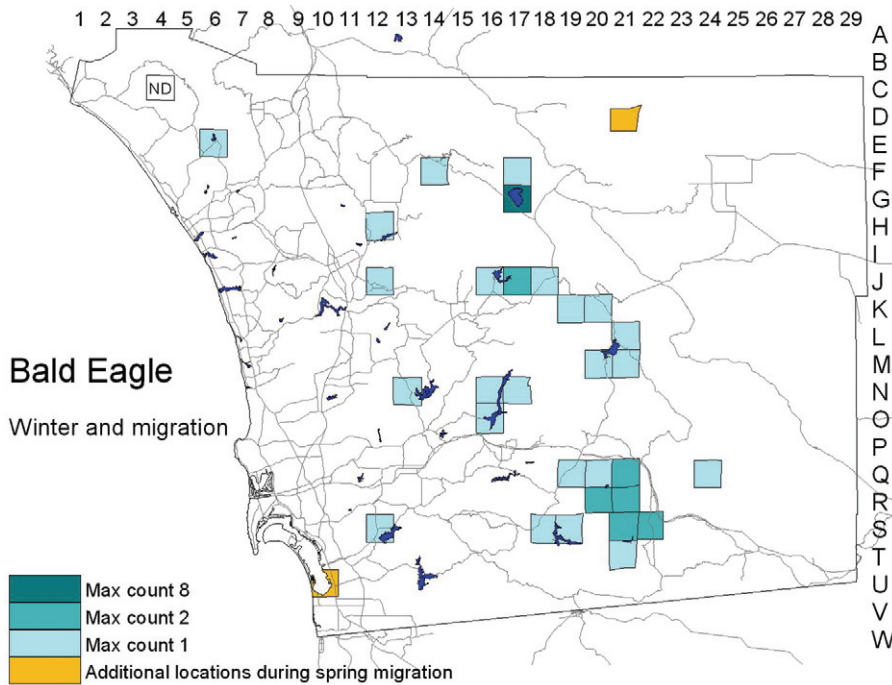 1 2 3 4 5 6 7 8 9 10 11 12 13 14 15 16 17 18 19 20 21 22 23 24 25 26 27 28 29
A
B
C
D
E
F
G
H
I
J
K
L
M
N
O
P
Q
R
S
T
U
V
W
ND
Bald Eagle
Winter and migration
Max count 8
Max count 2
Max count 1
Additional locations during spring migration